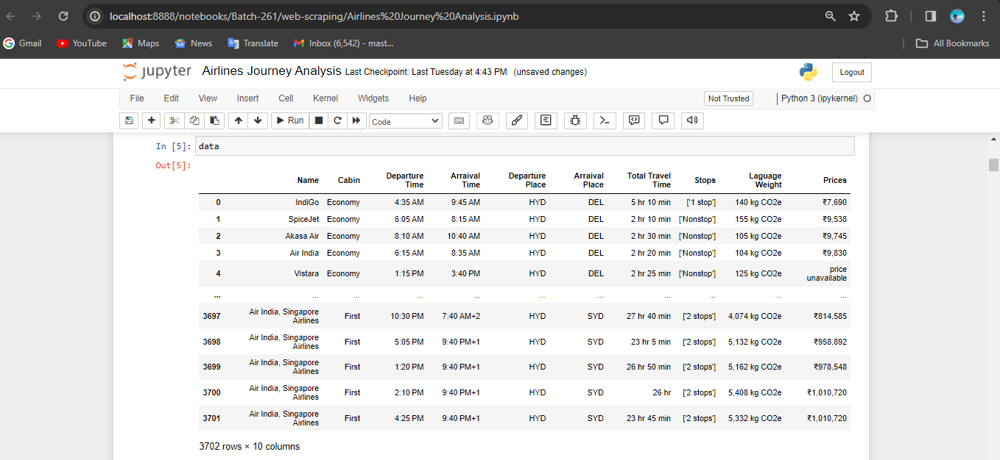 localhost:8888/notebooks/Batch-261/web-scraping/Airlines%20Journey%20Analysis.ipynb
Gmail YouTube Maps News Translate Inbox (6,542) - mast... All Bookmarks
jupyter Airlines Journey Analysis Last Checkpoint: Last Tuesday at 4:43 PM (unsaved changes) Logout
File Edit View Insert Cell Kernel Widgets Help Not Trusted Python 3 (ipykernel)
Run Code
In [5]: data
Out[5]:
Name Cabin Departure Time Arraival Time Departure Place Arraival Place Total Travel Time Stops Laguage Weight Prices
0 IndiGo Economy 4:35 AM 9:45 AM HYD DEL 5 hr 10 min ['1 stop'] 140 kg CO2e ₹7,690
1 SpiceJet Economy 6:05 AM 8:15 AM HYD DEL 2 hr 10 min ['Nonstop'] 155 kg CO2e ₹9,538
2 Akasa Air Economy 8:10 AM 10:40 AM HYD DEL 2 hr 30 min ['Nonstop'] 105 kg CO2e ₹9,745
3 Air India Economy 6:15 AM 8:35 AM HYD DEL 2 hr 20 min ['Nonstop'] 104 kg CO2e ₹9,830
4 Vistara Economy 1:15 PM 3:40 PM HYD DEL 2 hr 25 min ['Nonstop'] 125 kg CO2e price unavailable
... ... ... ... ... ... ... ... ... ... ...
3697 Air India, Singapore Airlines First 10:30 PM 7:40 AM+2 HYD SYD 27 hr 40 min ['2 stops'] 4,074 kg CO2e ₹814,585
3698 Air India, Singapore Airlines First 5:05 PM 9:40 PM+1 HYD SYD 23 hr 5 min ['2 stops'] 5,132 kg CO2e ₹958,892
3699 Air India, Singapore Airlines First 1:20 PM 9:40 PM+1 HYD SYD 26 hr 50 min ['2 stops'] 5,162 kg CO2e ₹978,548
3700 Air India, Singapore Airlines First 2:10 PM 9:40 PM+1 HYD SYD 26 hr ['2 stops'] 5,408 kg CO2e ₹1,010,720
3701 Air India, Singapore Airlines First 4:25 PM 9:40 PM+1 HYD SYD 23 hr 45 min ['2 stops'] 5,332 kg CO2e ₹1,010,720
3702 rows × 10 columns